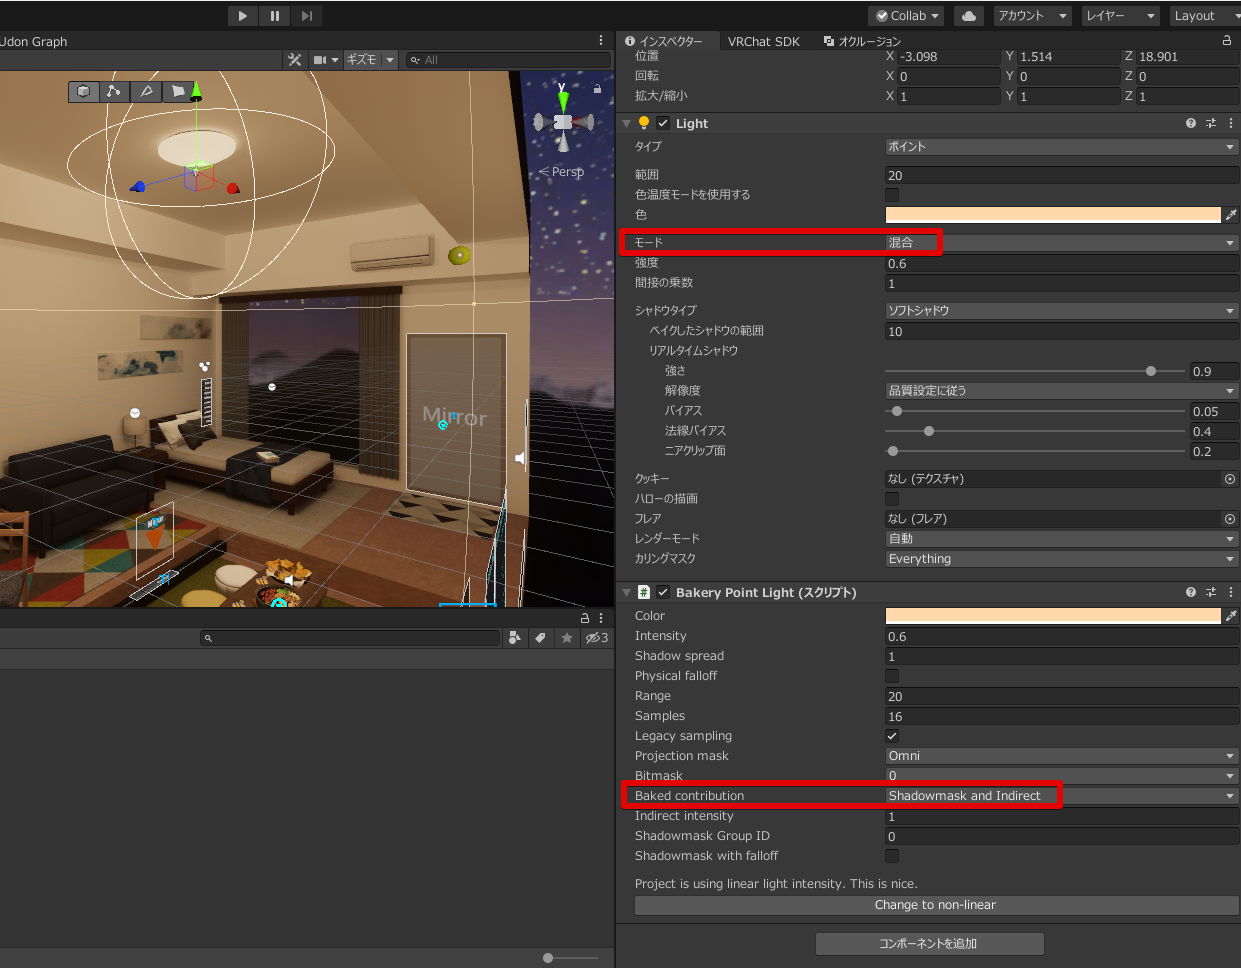 Collab
アカウント
レイヤー
Layout
Udon Graph
インスペクター
VRChat SDK
オクルージョン
ギズモ
All
y
Persp
Mirror
3
位置 X -3.098 Y 1.514 Z 18.901
回転 X 0 Y 0 Z 0
拡大/縮小 X 1 Y 1 Z 1
Light
タイプ ポイント
範囲 20
色温度モードを使用する
色
モード 混合
強度 0.6
間接の乗数 1
シャドウタイプ ソフトシャドウ
ベイクしたシャドウの範囲 10
リアルタイムシャドウ
強さ 0.9
解像度 品質設定に従う
バイアス 0.05
法線バイアス 0.4
ニアクリップ面 0.2
クッキー なし (テクスチャ)
ハローの描画
フレア なし (フレア)
レンダーモード 自動
カリングマスク Everything
# Bakery Point Light (スクリプト)
Color
Intensity 0.6
Shadow spread 1
Physical falloff
Range 20
Samples 16
Legacy sampling
Projection mask Omni
Bitmask 0
Baked contribution Shadowmask and Indirect
Indirect intensity 1
Shadowmask Group ID 0
Shadowmask with falloff
Project is using linear light intensity. This is nice.
Change to non-linear
コンポーネントを追加